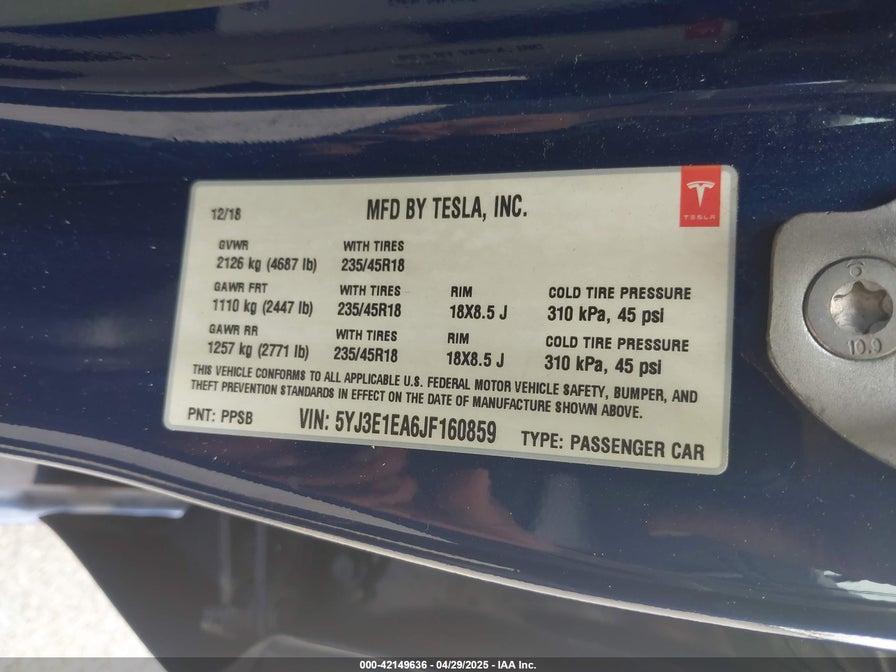 12/18
MFD BY TESLA, INC.
TESLA
GVWR WITH TIRES
2126 kg (4687 lb) 235/45R18
GAWR FRT WITH TIRES RIM COLD TIRE PRESSURE
1110 kg (2447 lb) 235/45R18 18X8.5 J 310 kPa, 45 psi
GAWR RR WITH TIRES RIM COLD TIRE PRESSURE
1257 kg (2771 lb) 235/45R18 18X8.5 J 310 kPa, 45 psi
THIS VEHICLE CONFORMS TO ALL APPLICABLE U.S. FEDERAL MOTOR VEHICLE SAFETY, BUMPER, AND
THEFT PREVENTION STANDARDS IN EFFECT ON THE DATE OF MANUFACTURE SHOWN ABOVE.
PNT: PPSB VIN: 5YJ3E1EA6JF160859 TYPE: PASSENGER CAR
10.9
000-42149636 - 04/29/2025 - IAA Inc.